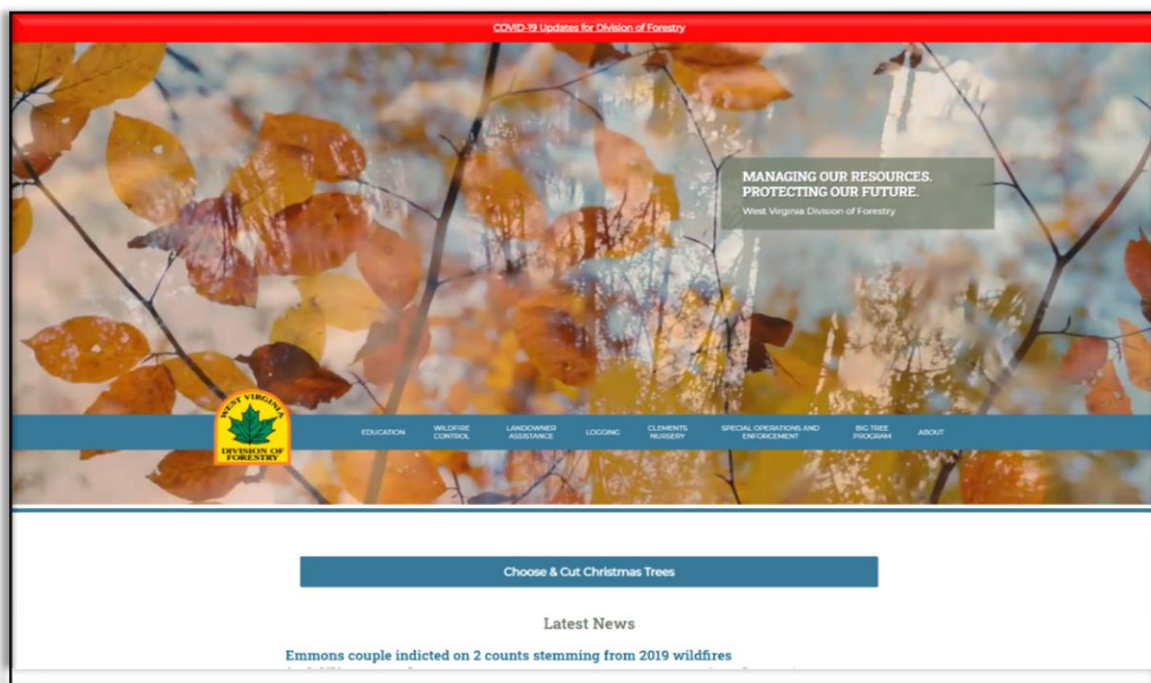 COVID-19 Updates for Division of Forestry
MANAGING OUR RESOURCES.
PROTECTING OUR FUTURE.
West Virginia Division of Forestry
WEST VIRGINIA
DIVISION OF
FORESTRY
EDUCATION
WILDFIRE
CONTROL
LANDOWNER
ASSISTANCE
LOGGING
CLEMENTS
NURSERY
SPECIAL OPERATIONS AND
ENFORCEMENT
BIG TREE
PROGRAM
ABOUT
Choose & Cut Christmas Trees
Latest News
Emmons couple indicted on 2 counts stemming from 2019 wildfires